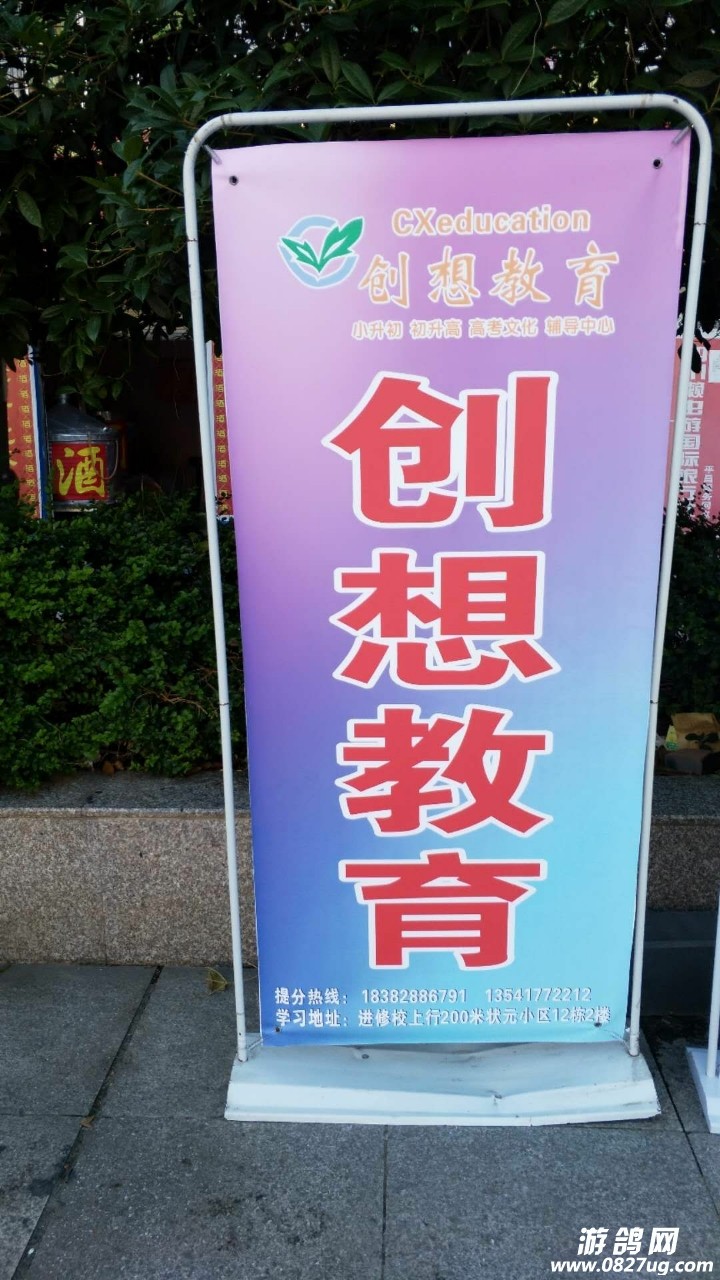 CXeducation
创想教育
小升初 初升高 高考文化 辅导中心
创
想
教
育
提分热线： 18382886791 13541772212
学习地址：进修校上行200米状元小区12栋2楼
酒
游鸽网
www.0827ug.com